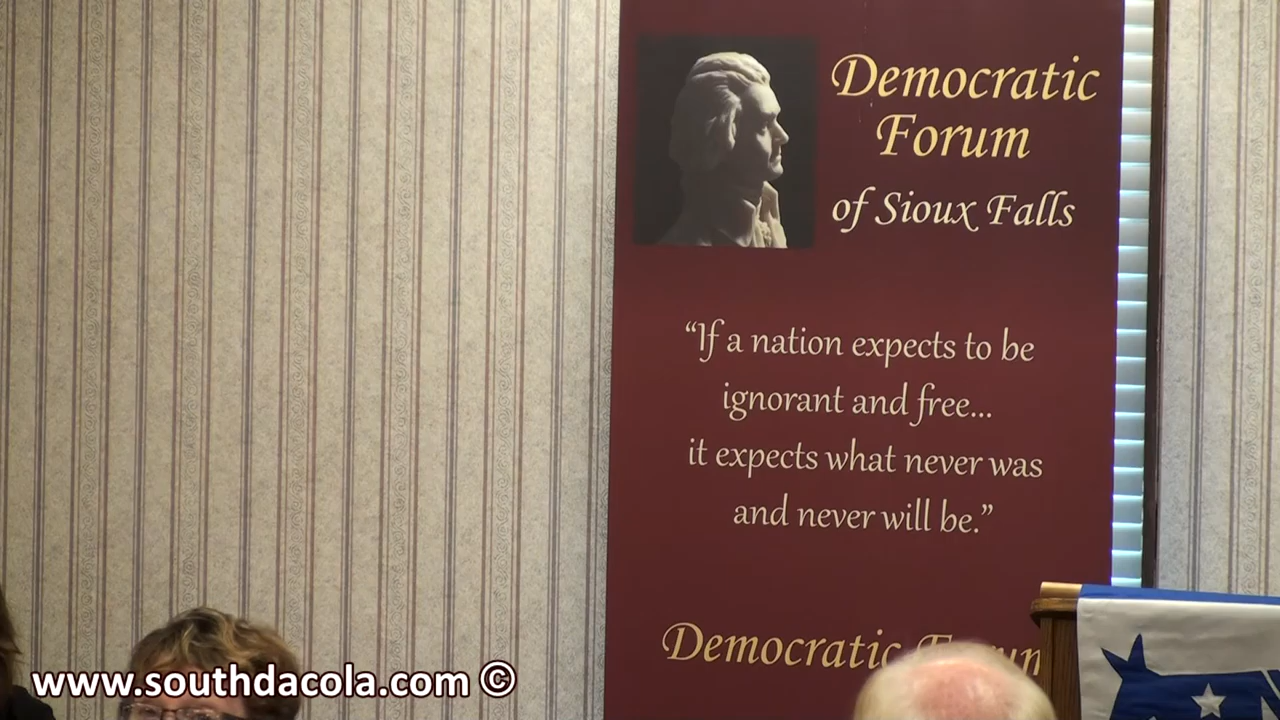 Democratic
Forum
of Sioux Falls
“If a nation expects to be
ignorant and free...
it expects what never was
and never will be.”
Democratic
www.southdacola.com ©